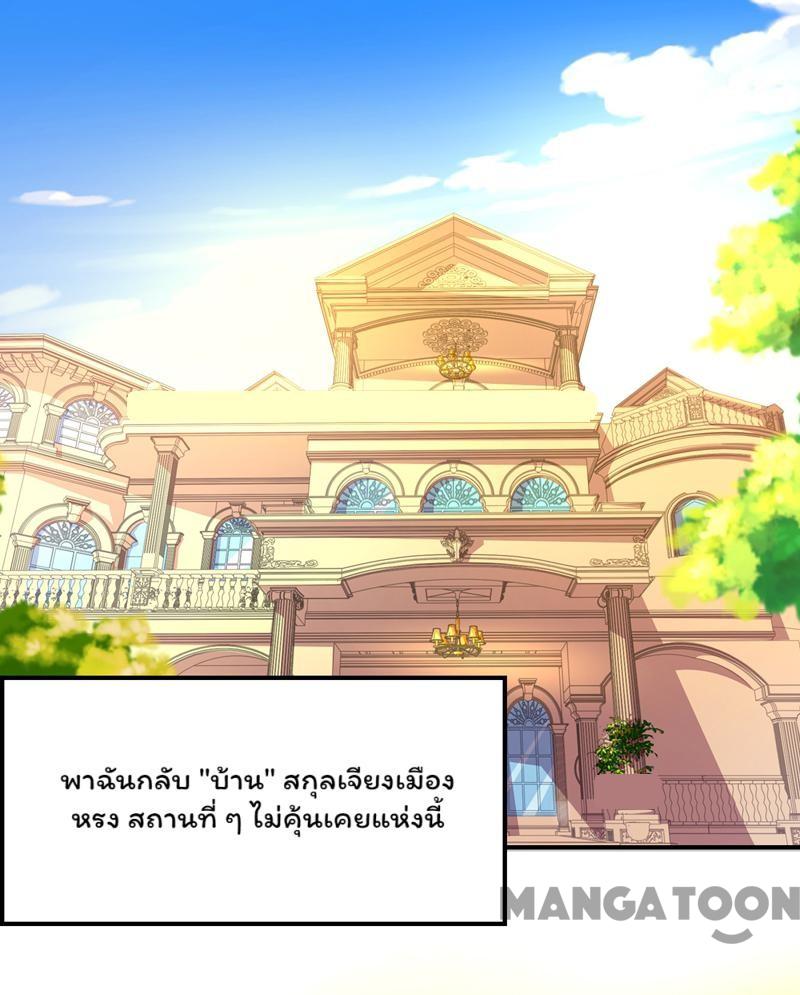 พาฉันกลับ "บ้าน" สกุลเจียงเมือง
หรง สถานที่ ๆ ไม่คุ้นเคยแห่งนี้
MANGATOON